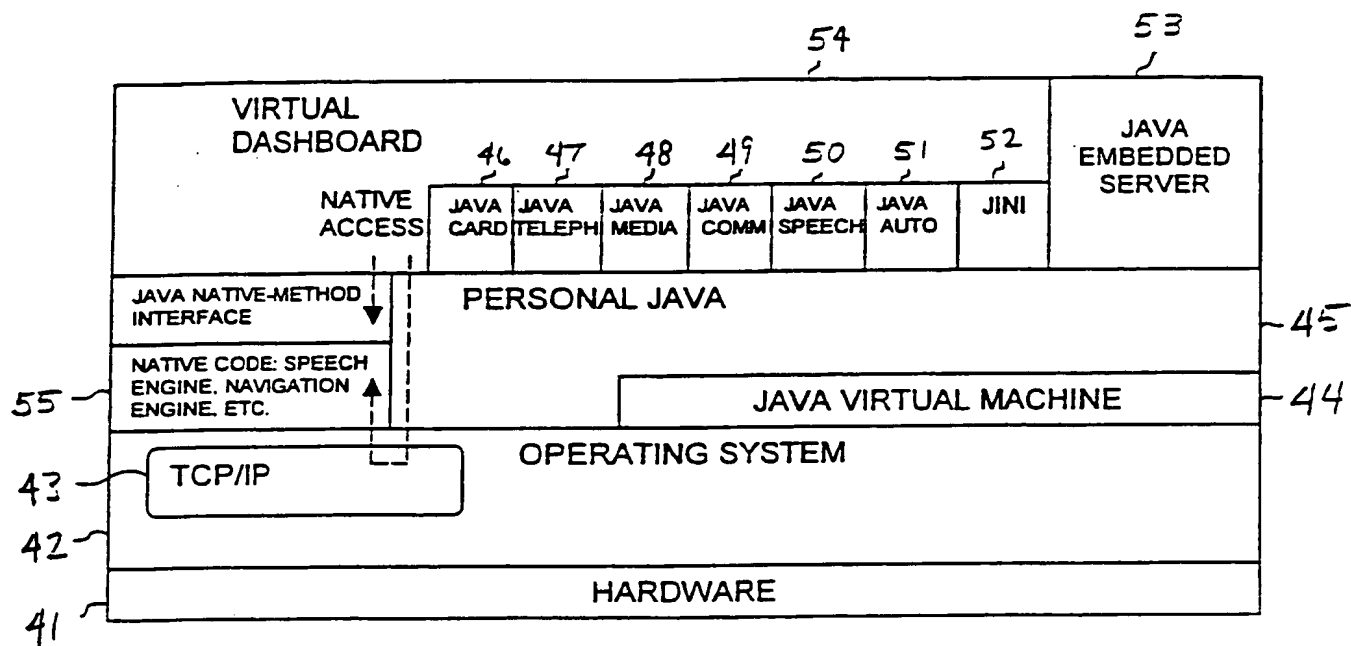 54
53
VIRTUAL
DASHBOARD
JAVA
EMBEDDED
SERVER
46
47
48
49
50
51
52
NATIVE
ACCESS
JAVA
CARD
JAVA
TELEPH
JAVA
MEDIA
JAVA
COMM
JAVA
SPEECH
JAVA
AUTO
JINI
JAVA NATIVE-METHOD
INTERFACE
PERSONAL JAVA
45
NATIVE CODE: SPEECH
ENGINE, NAVIGATION
ENGINE, ETC.
55
JAVA VIRTUAL MACHINE
44
OPERATING SYSTEM
TCP/IP
43
42
HARDWARE
41